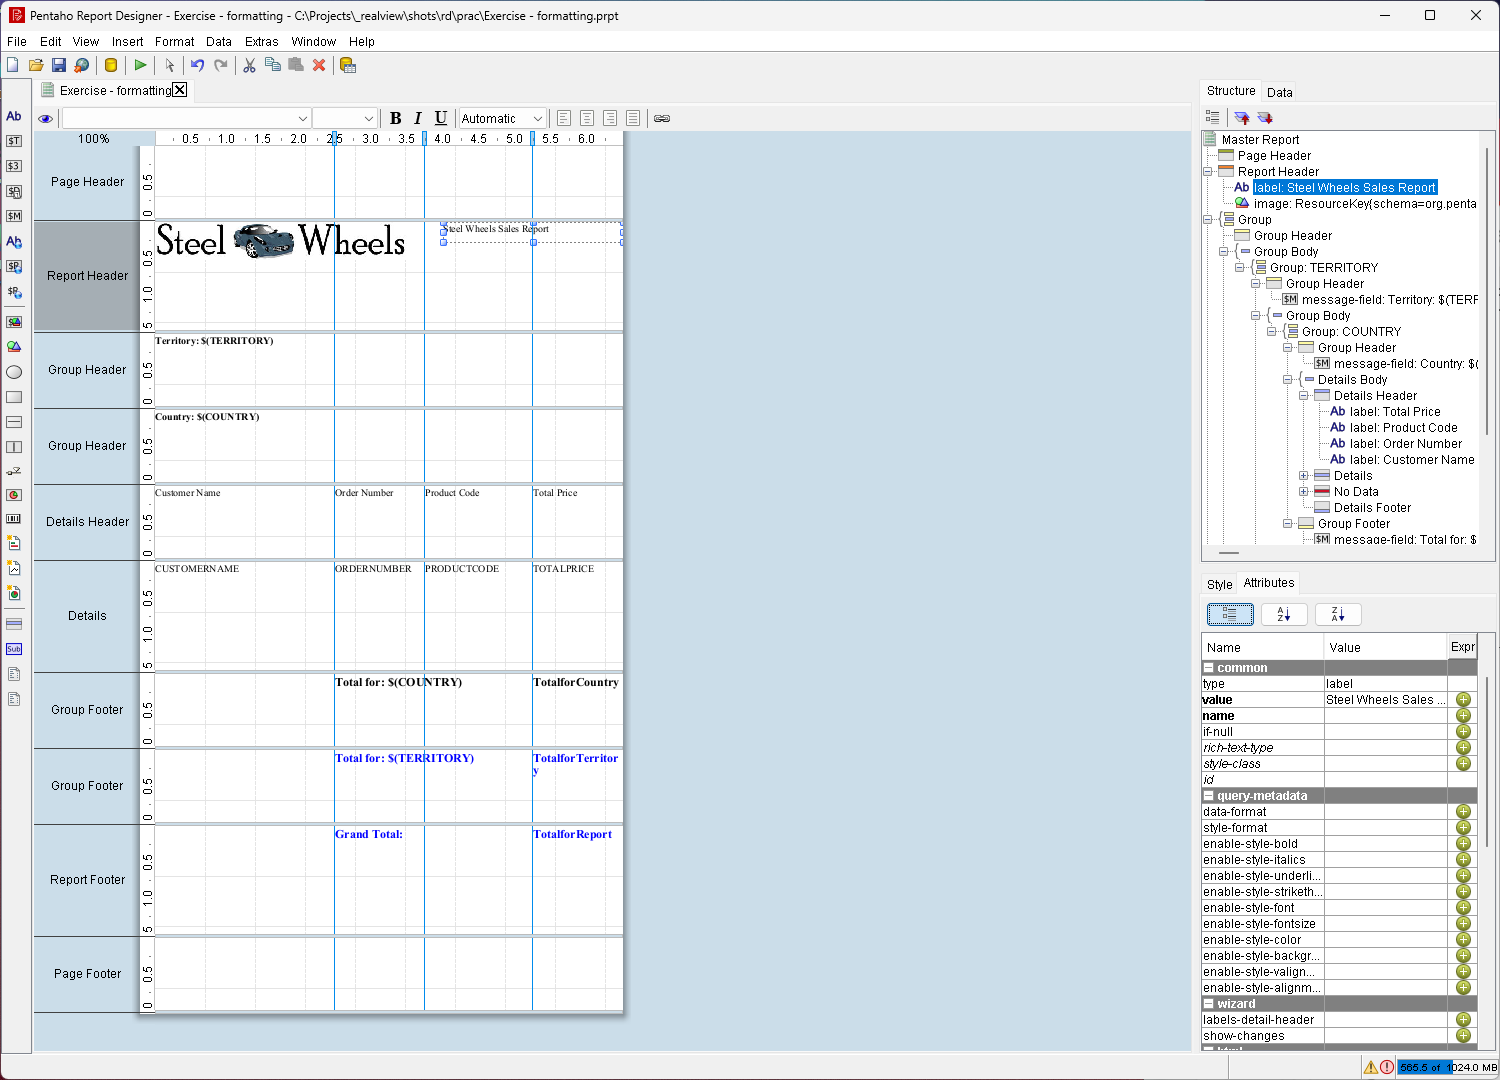 Pentaho Report Designer - Exercise - formatting - C:\Projects\_realview\shots\rd\prac\Exercise - formatting.prpt
File Edit View Insert Format Data Extras Window Help
Exercise - formatting
B I U Automatic
100% 0.5 1.0 1.5 2.0 2.5 3.0 3.5 4.0 4.5 5.0 5.5 6.0
Page Header
Report Header
Steel Wheels
Steel Wheels Sales Report
Group Header
Territory: $(TERRITORY)
Group Header
Country: $(COUNTRY)
Details Header
Customer Name Order Number Product Code Total Price
Details
CUSTOMERNAME ORDERNUMBER PRODUCTCODE TOTALPRICE
Group Footer
Total for: $(COUNTRY) TotalforCountry
Group Footer
Total for: $(TERRITORY) TotalforTerritor
y
Report Footer
Grand Total: TotalforReport
Page Footer
Structure Data
Master Report
Page Header
Report Header
Ab label: Steel Wheels Sales Report
image: ResourceKey{schema=org.penta
Group
Group Header
Group Body
Group: TERRITORY
Group Header
$M message-field: Territory: $(TERF
Group Body
Group: COUNTRY
Group Header
$M message-field: Country: $(
Details Body
Details Header
Ab label: Total Price
Ab label: Product Code
Ab label: Order Number
Ab label: Customer Name
Details
No Data
Details Footer
Group Footer
$M message-field: Total for: $
Style Attributes
Name Value Expr
common
type label
value Steel Wheels Sales ...
name
if-null
rich-text-type
style-class
id
query-metadata
data-format
style-format
enable-style-bold
enable-style-italics
enable-style-underli...
enable-style-striketh...
enable-style-font
enable-style-fontsize
enable-style-color
enable-style-backgr...
enable-style-valign...
enable-style-alignm...
wizard
labels-detail-header
show-changes
565.5 of 1024.0 MB